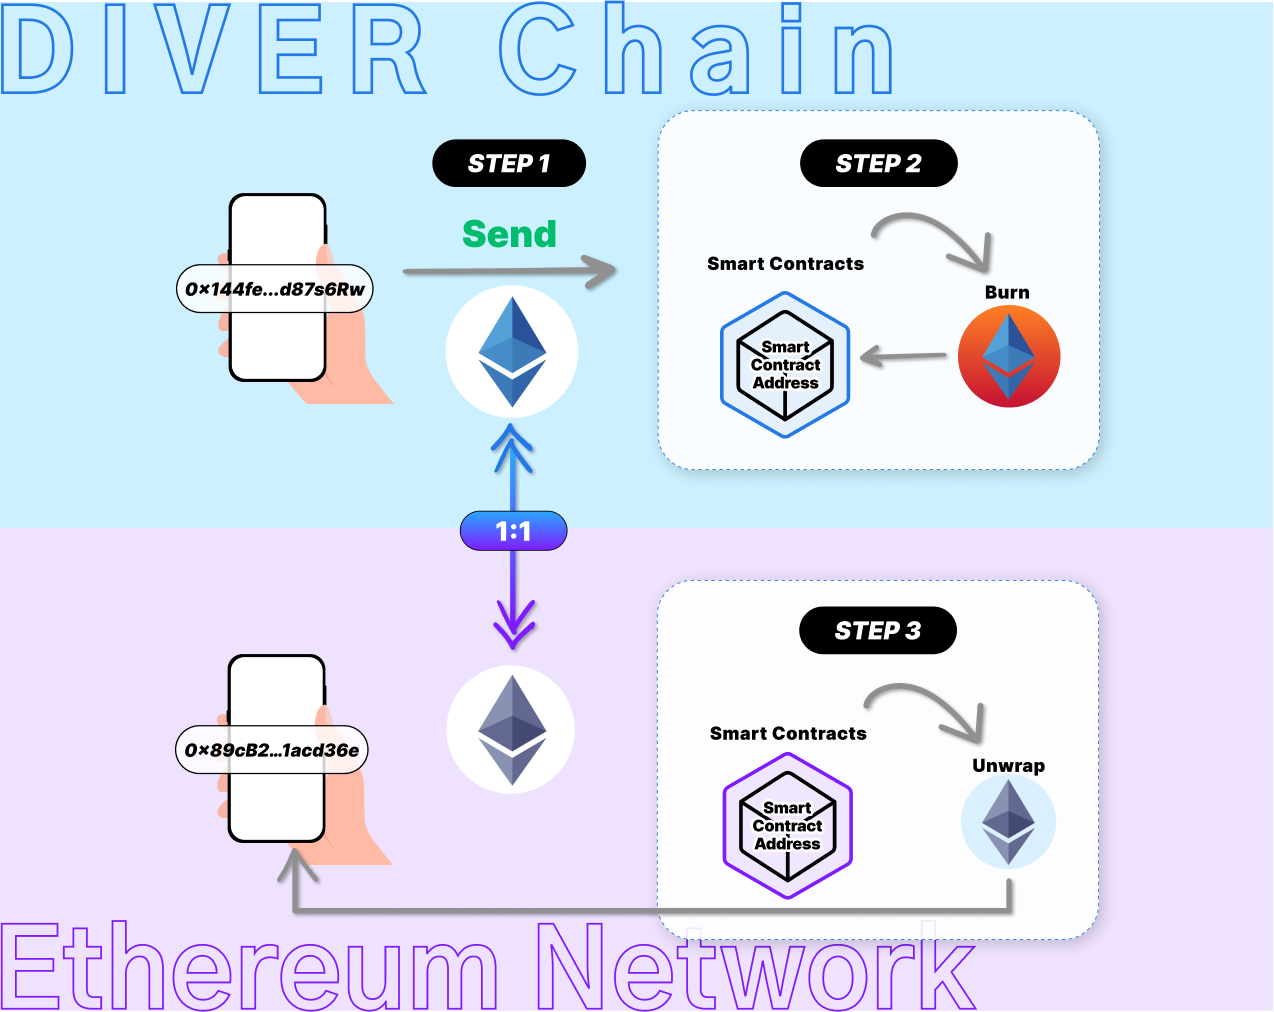 DIVER Chain
STEP 1
STEP 2
Send
Smart Contracts
0×144fe...d87s6Rw
Burn
Smart
Contract
Address
1:1
STEP 3
Smart Contracts
0×89cB2...1acd36e
Unwrap
Smart
Contract
Address
Ethereum Network